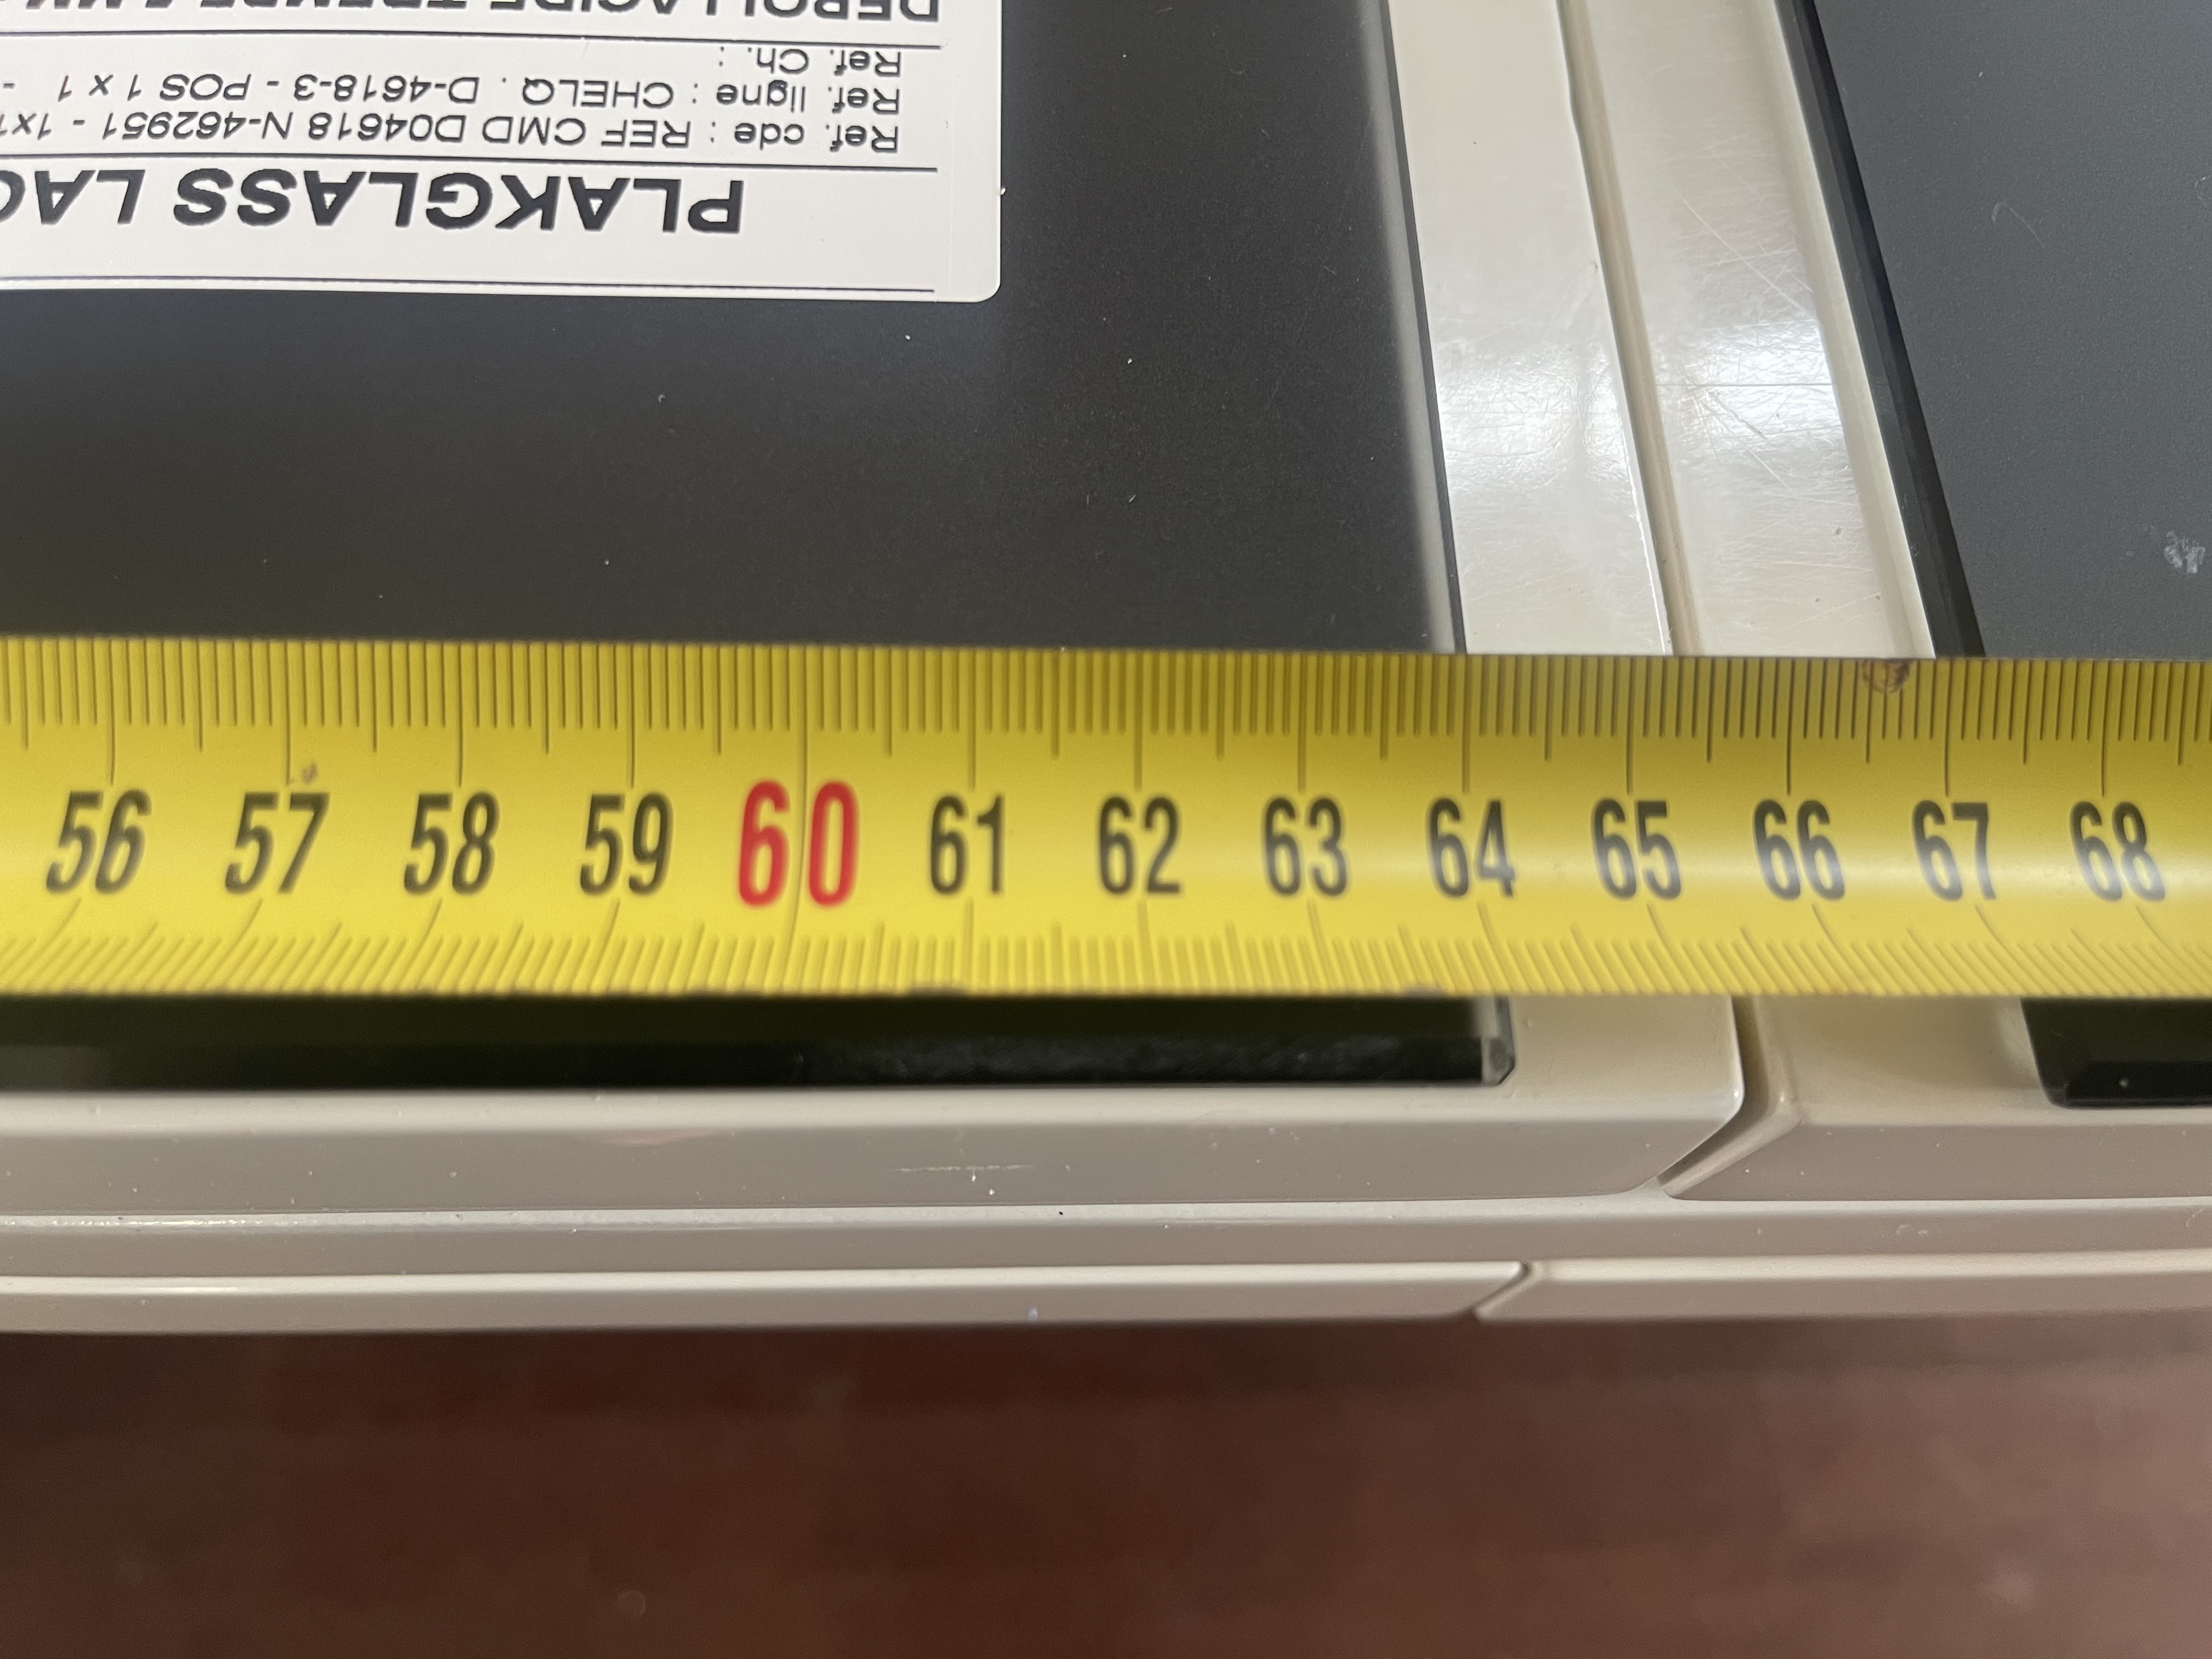 PLAKGLASS LAC
Ref. cde : REF CMD D04618 N-462951 - 1x1
Ref. ligne : CHELQ . D-4618-3 - POS 1 x 1 -
Ref. Ch. :
56 57 58 59 60 61 62 63 64 65 66 67 68